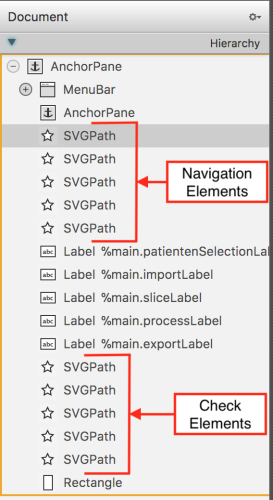 Document
Hierarchy
AnchorPane
MenuBar
AnchorPane
SVGPath
SVGPath
SVGPath
SVGPath
SVGPath
Navigation
Elements
abc Label %main.patientenSelectionLab
abc Label %main.importLabel
abc Label %main.sliceLabel
abc Label %main.processLabel
abc Label %main.exportLabel
SVGPath
SVGPath
SVGPath
SVGPath
SVGPath
Check
Elements
Rectangle